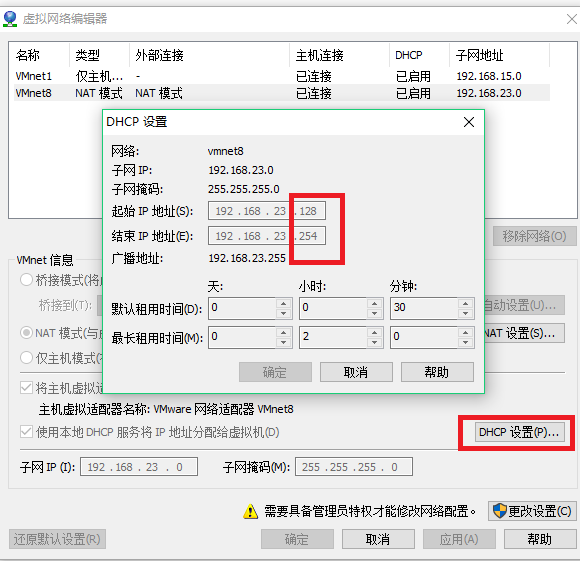 虚拟网络编辑器
名称 类型 外部连接 主机连接 DHCP 子网地址
VMnet1 仅主机... - 已连接 已启用 192.168.15.0
VMnet8 NAT 模式 NAT 模式 已连接 已启用 192.168.23.0
DHCP 设置
网络: vmnet8
子网 IP: 192.168.23.0
子网掩码: 255.255.255.0
起始 IP 地址(S): 192 . 168 . 23 . 128
结束 IP 地址(E): 192 . 168 . 23 . 254
广播地址: 192.168.23.255
天: 小时: 分钟:
默认租用时间(D): 0 0 30
最长租用时间(M): 0 2 0
确定 取消 帮助
移除网络(O)
VMnet 信息
桥接模式(将
桥接到(T): 自动设置(U)...
NAT 模式(与 NAT 设置(S)...
仅主机模式(
将主机虚拟适
主机虚拟适配器名称: VMware 网络适配器 VMnet8
使用本地 DHCP 服务将 IP 地址分配给虚拟机(D) DHCP 设置(P)...
子网 IP (I): 192 . 168 . 23 . 0 子网掩码(M): 255 . 255 . 255 . 0
需要具备管理员特权才能修改网络配置。 更改设置(C)
还原默认设置(R) 确定 取消 应用(A) 帮助